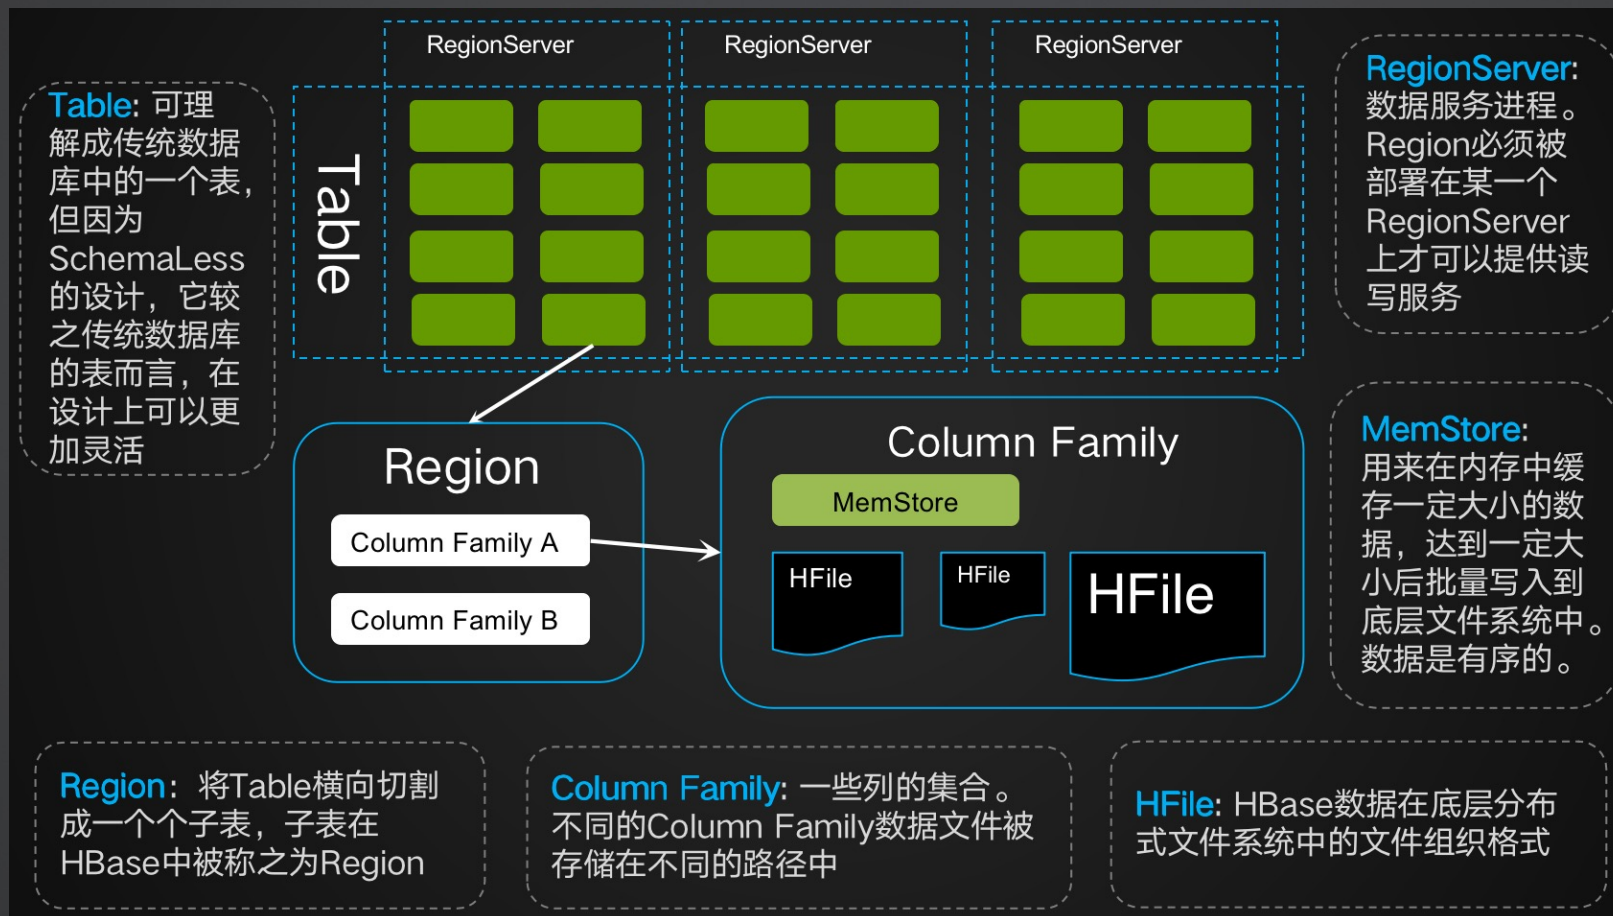 RegionServer
RegionServer
RegionServer
Table: 可理
解成传统数据
库中的一个表，
但因为
SchemaLess
的设计，它较
之传统数据库
的表而言，在
设计上可以更
加灵活
Table
RegionServer:
数据服务进程。
Region必须被
部署在某一个
RegionServer
上才可以提供读
写服务
Region
Column Family A
Column Family B
Column Family
MemStore
HFile
HFile
HFile
MemStore:
用来在内存中缓
存一定大小的数
据，达到一定大
小后批量写入到
底层文件系统中。
数据是有序的。
Region：将Table横向切割
成一个个子表，子表在
HBase中被称之为Region
Column Family: 一些列的集合。
不同的Column Family数据文件被
存储在不同的路径中
HFile: HBase数据在底层分布
式文件系统中的文件组织格式